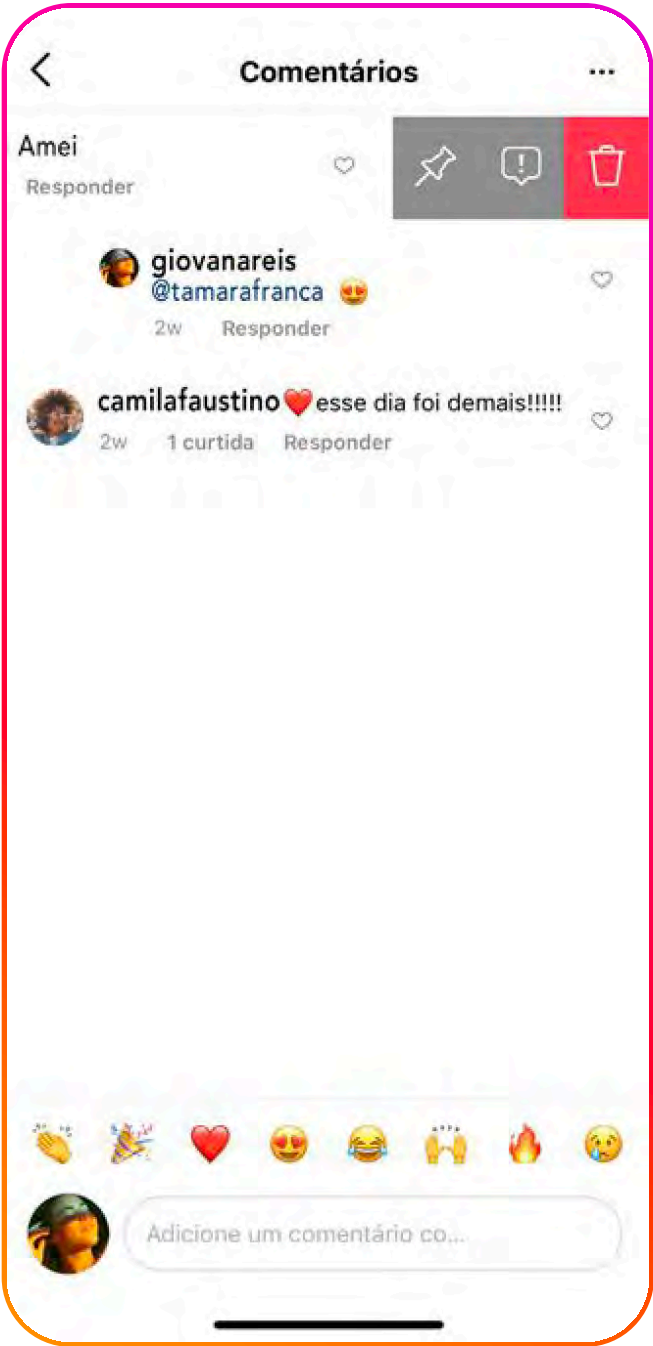 Comentários
Amei
Responder
giovanareis
@tamarafranca 😍
2w Responder
camilafaustino❤️esse dia foi demais!!!!!
2w 1 curtida Responder
Adicione um comentário co...